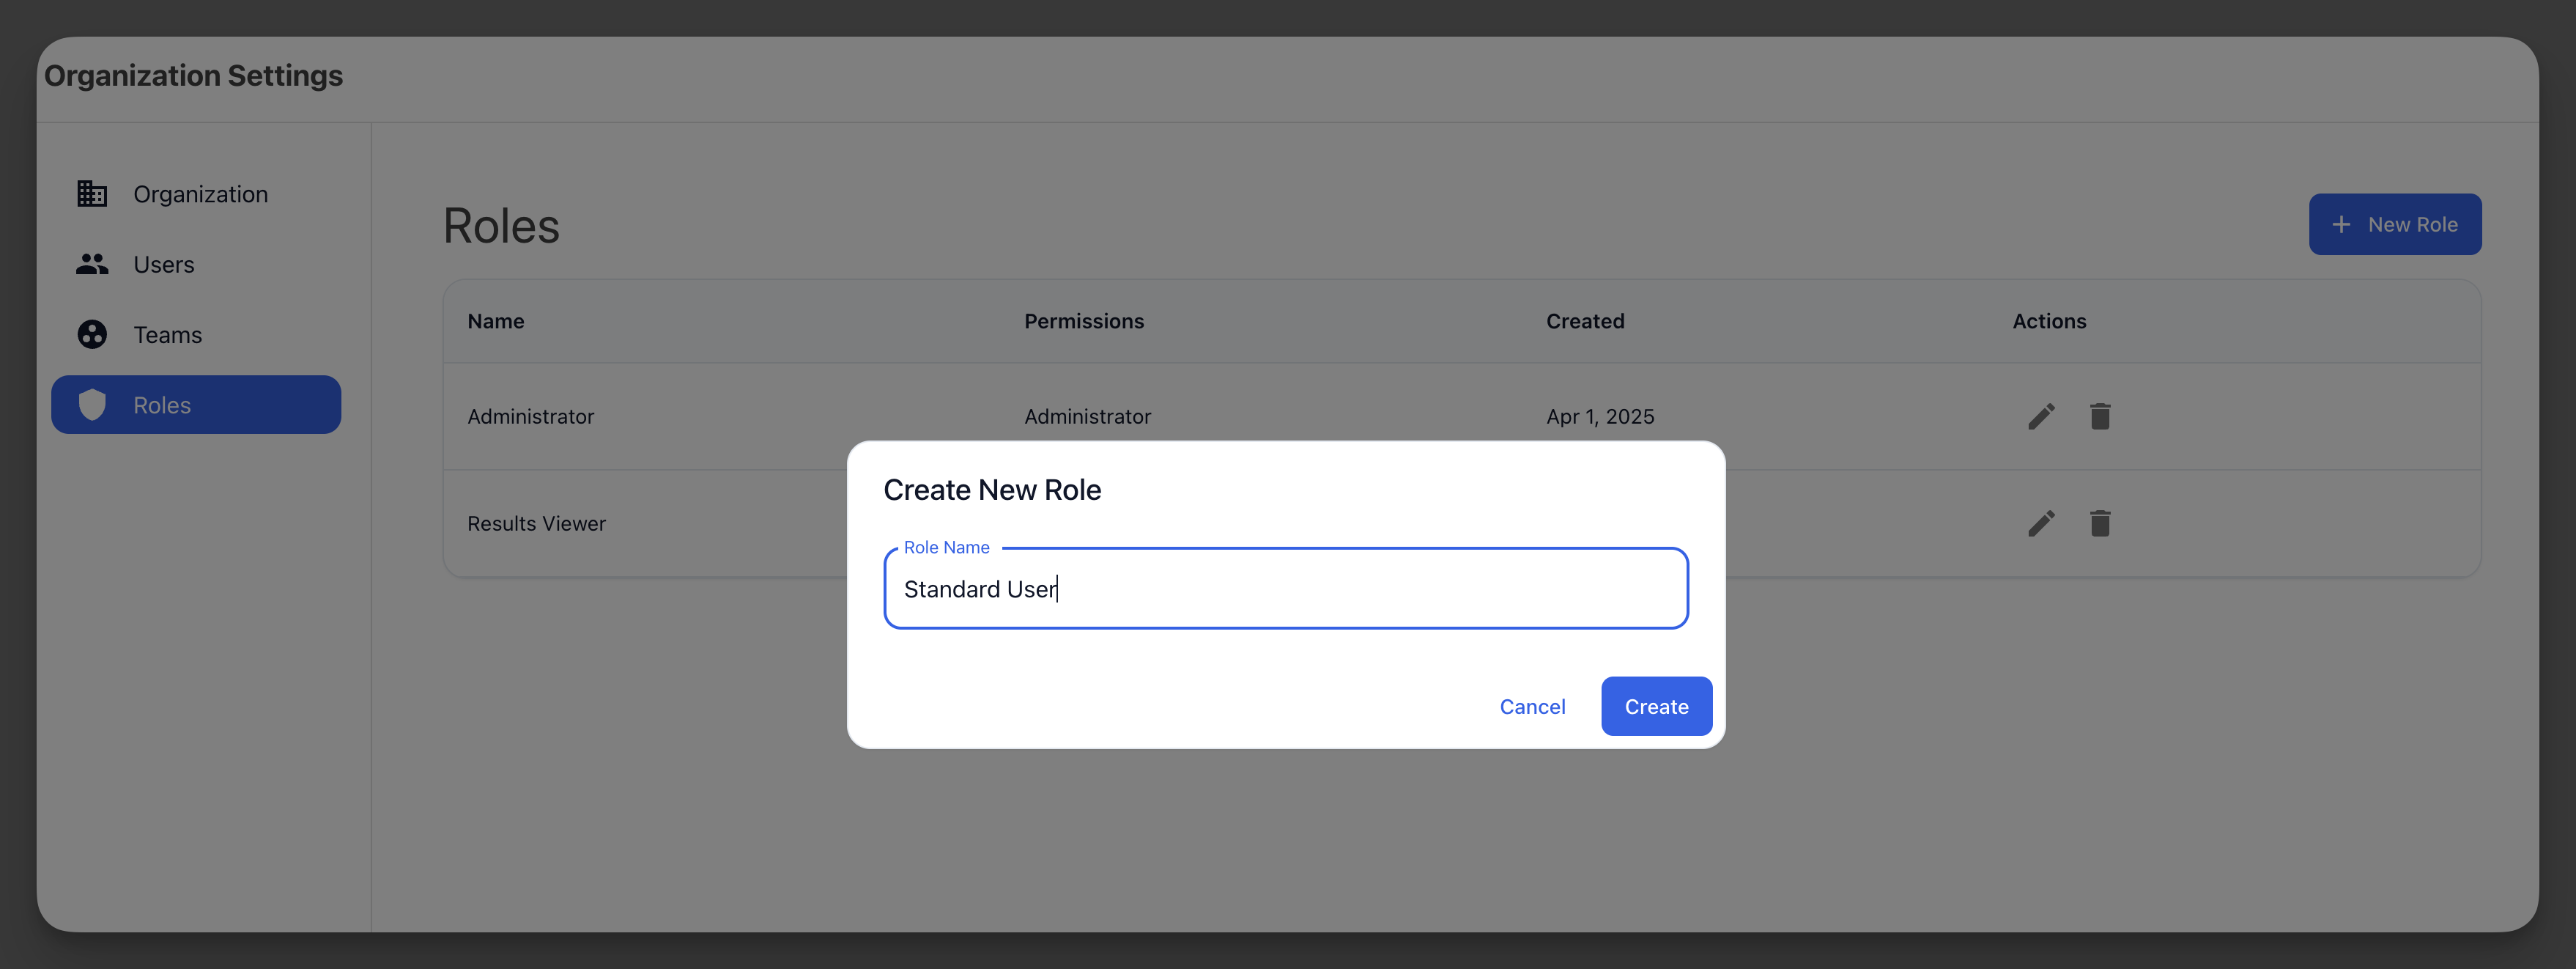 Organization Settings
Organization
Users
Teams
Roles
Roles
New Role
Name Permissions Created Actions
Administrator Administrator Apr 1, 2025
Results Viewer
Create New Role
Role Name
Standard User
Cancel Create